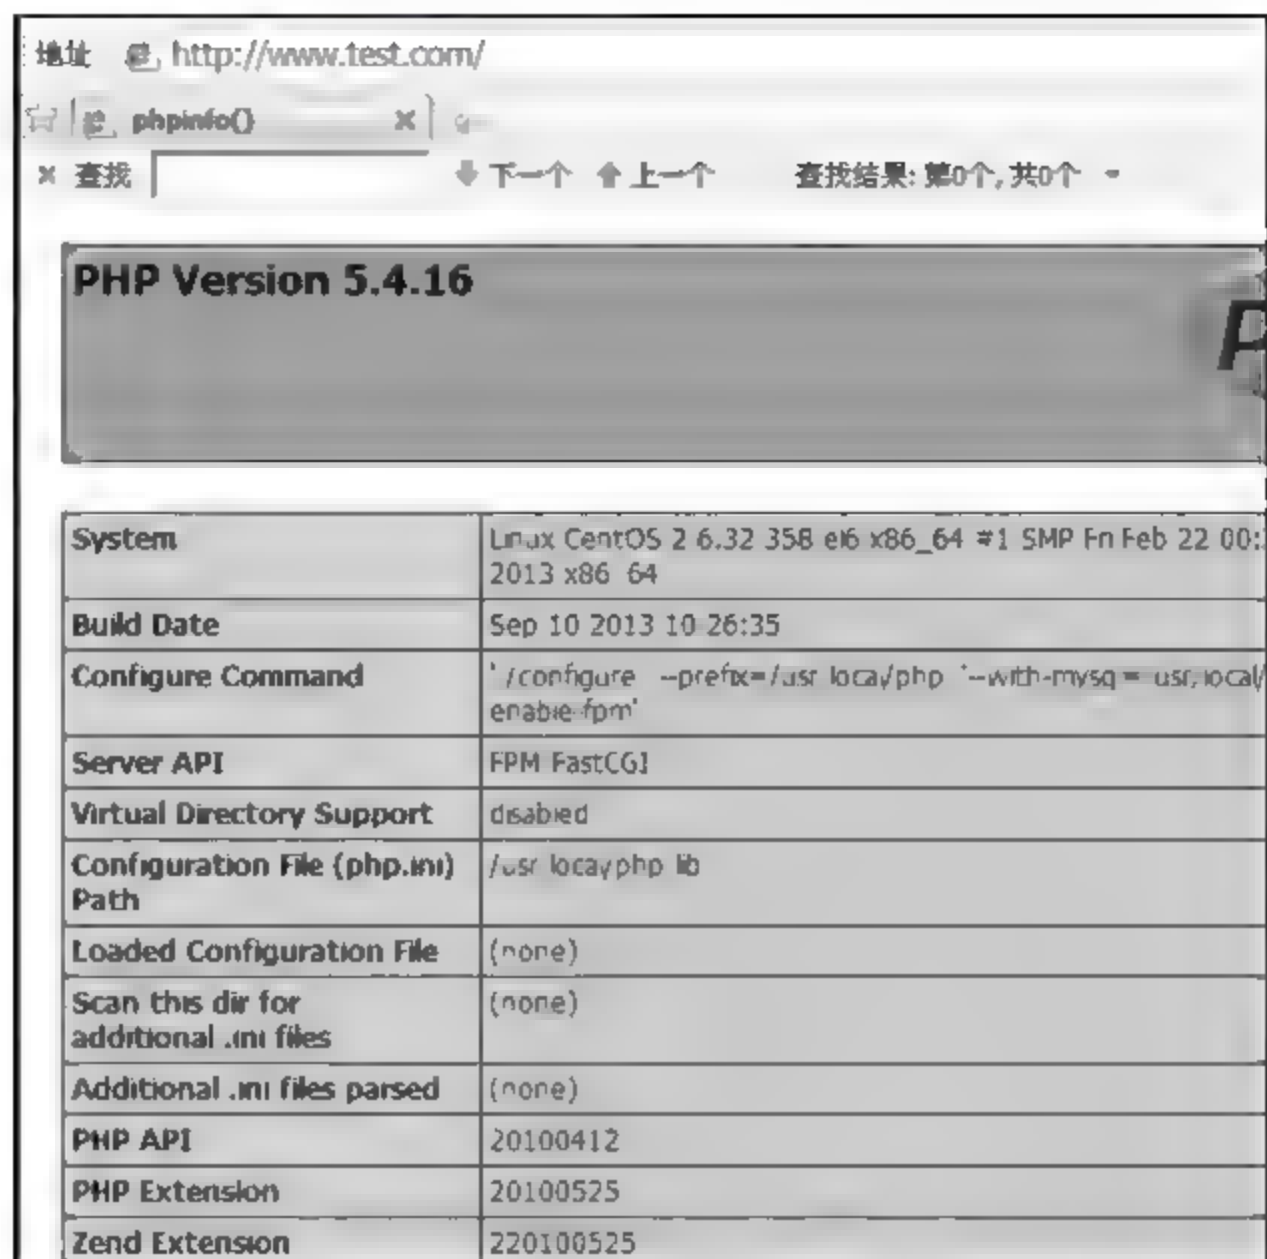 地址 http://www.test.com/
phpinfo()
查找 下一个 上一个 查找结果: 第0个, 共0个
PHP Version 5.4.16
P
System Linux CentOS 2 6.32 358 el6 x86_64 #1 SMP Fri Feb 22 00:
2013 x86 64
Build Date Sep 10 2013 10 26:35
Configure Command './configure --prefix=/usr local/php '--with-mysql= usr/local/
enable-fpm'
Server API FPM FastCGI
Virtual Directory Support disabled
Configuration File (php.ini) /usr local/php lib
Path
Loaded Configuration File (none)
Scan this dir for (none)
additional .ini files
Additional .ini files parsed (none)
PHP API 20100412
PHP Extension 20100525
Zend Extension 220100525